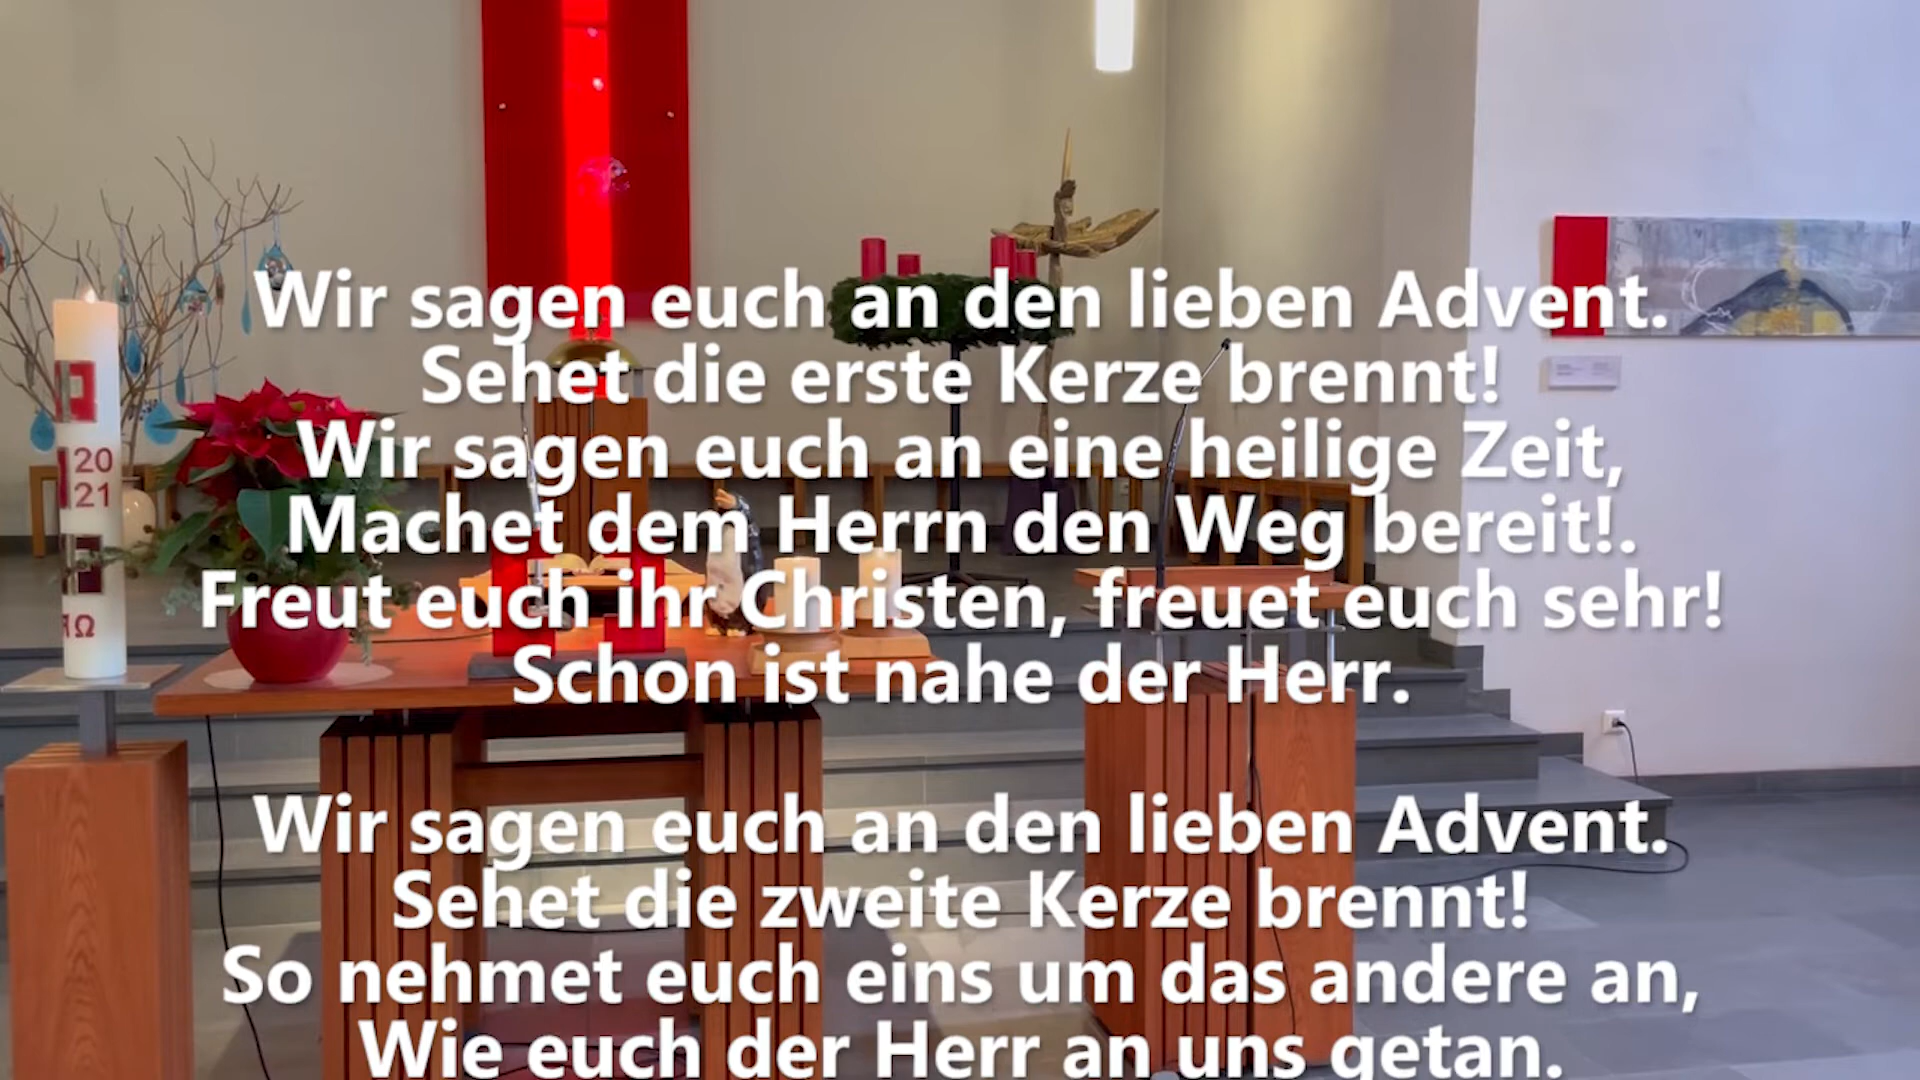 Wir sagen euch an den lieben Advent.
Sehet die erste Kerze brennt!
Wir sagen euch an eine heilige Zeit,
Machet dem Herrn den Weg bereit!.
Freut euch ihr Christen, freuet euch sehr!
Schon ist nahe der Herr.
Wir sagen euch an den lieben Advent.
Sehet die zweite Kerze brennt!
So nehmet euch eins um das andere an,
Wie euch der Herr an uns getan.
20
21
ΑΩ